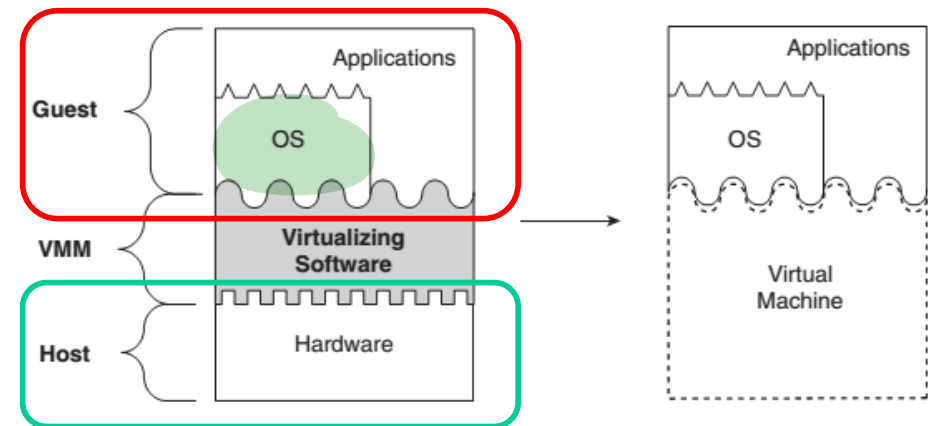 Guest
VMM
Host
Applications
OS
Virtualizing
Software
Hardware
Applications
OS
Virtual
Machine